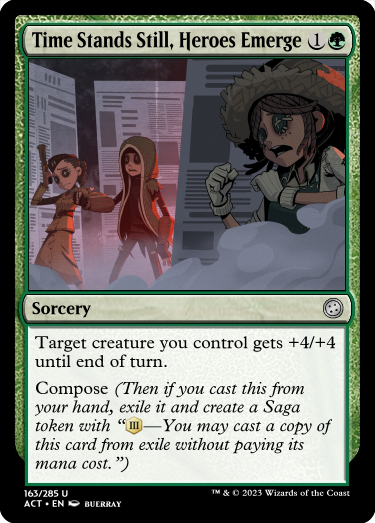 Time Stands Still, Heroes Emerge 1
Sorcery
Target creature you control gets +4/+4
until end of turn.
Compose (Then if you cast this from
your hand, exile it and create a Saga
token with “III—You may cast a copy of
this card from exile without paying its
mana cost.”)
163/285 U
ACT • EN BUERRAY
™ & © 2023 Wizards of the Coast